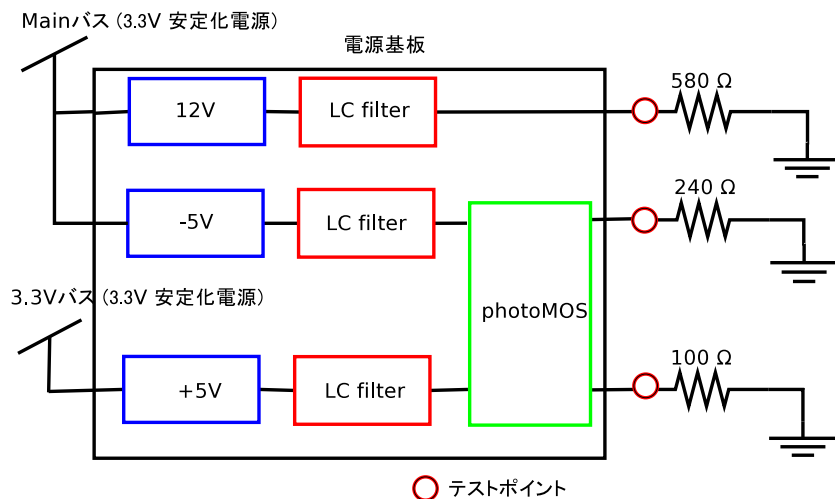 Mainバス (3.3V 安定化電源)
電源基板
12V
LC filter
580 Ω
-5V
LC filter
240 Ω
3.3Vバス (3.3V 安定化電源)
photoMOS
+5V
LC filter
100 Ω
テストポイント